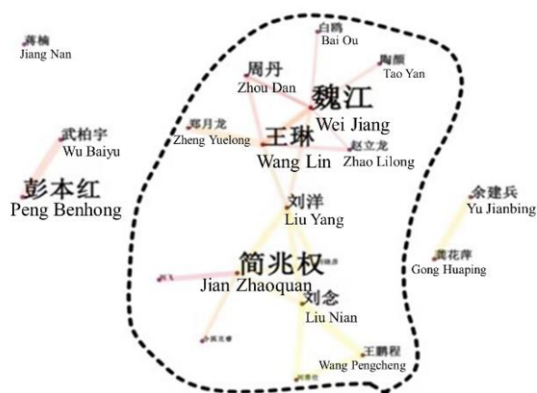 蒋楠
Jiang Nan
白鸥
Bai Ou
陶颜
Tao Yan
周丹
Zhou Dan
魏江
Wei Jiang
武柏宇
Wu Baiyu
郑月龙
Zheng Yuelong
王琳
Wang Lin
赵立龙
Zhao Lilong
彭本红
Peng Benhong
刘洋
Liu Yang
余建兵
Yu Jianbing
龚花萍
Gong Huaping
简兆权
Jian Zhaoquan
刘念
Liu Nian
王鹏程
Wang Pengcheng